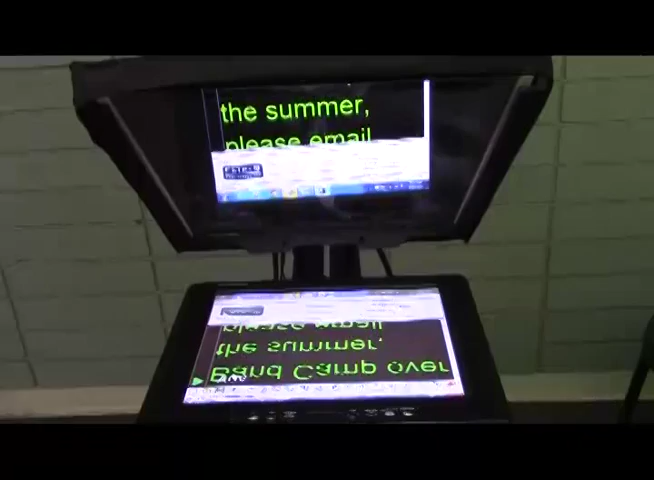 the summer,
please email
please email
the summer,
Band Camp over